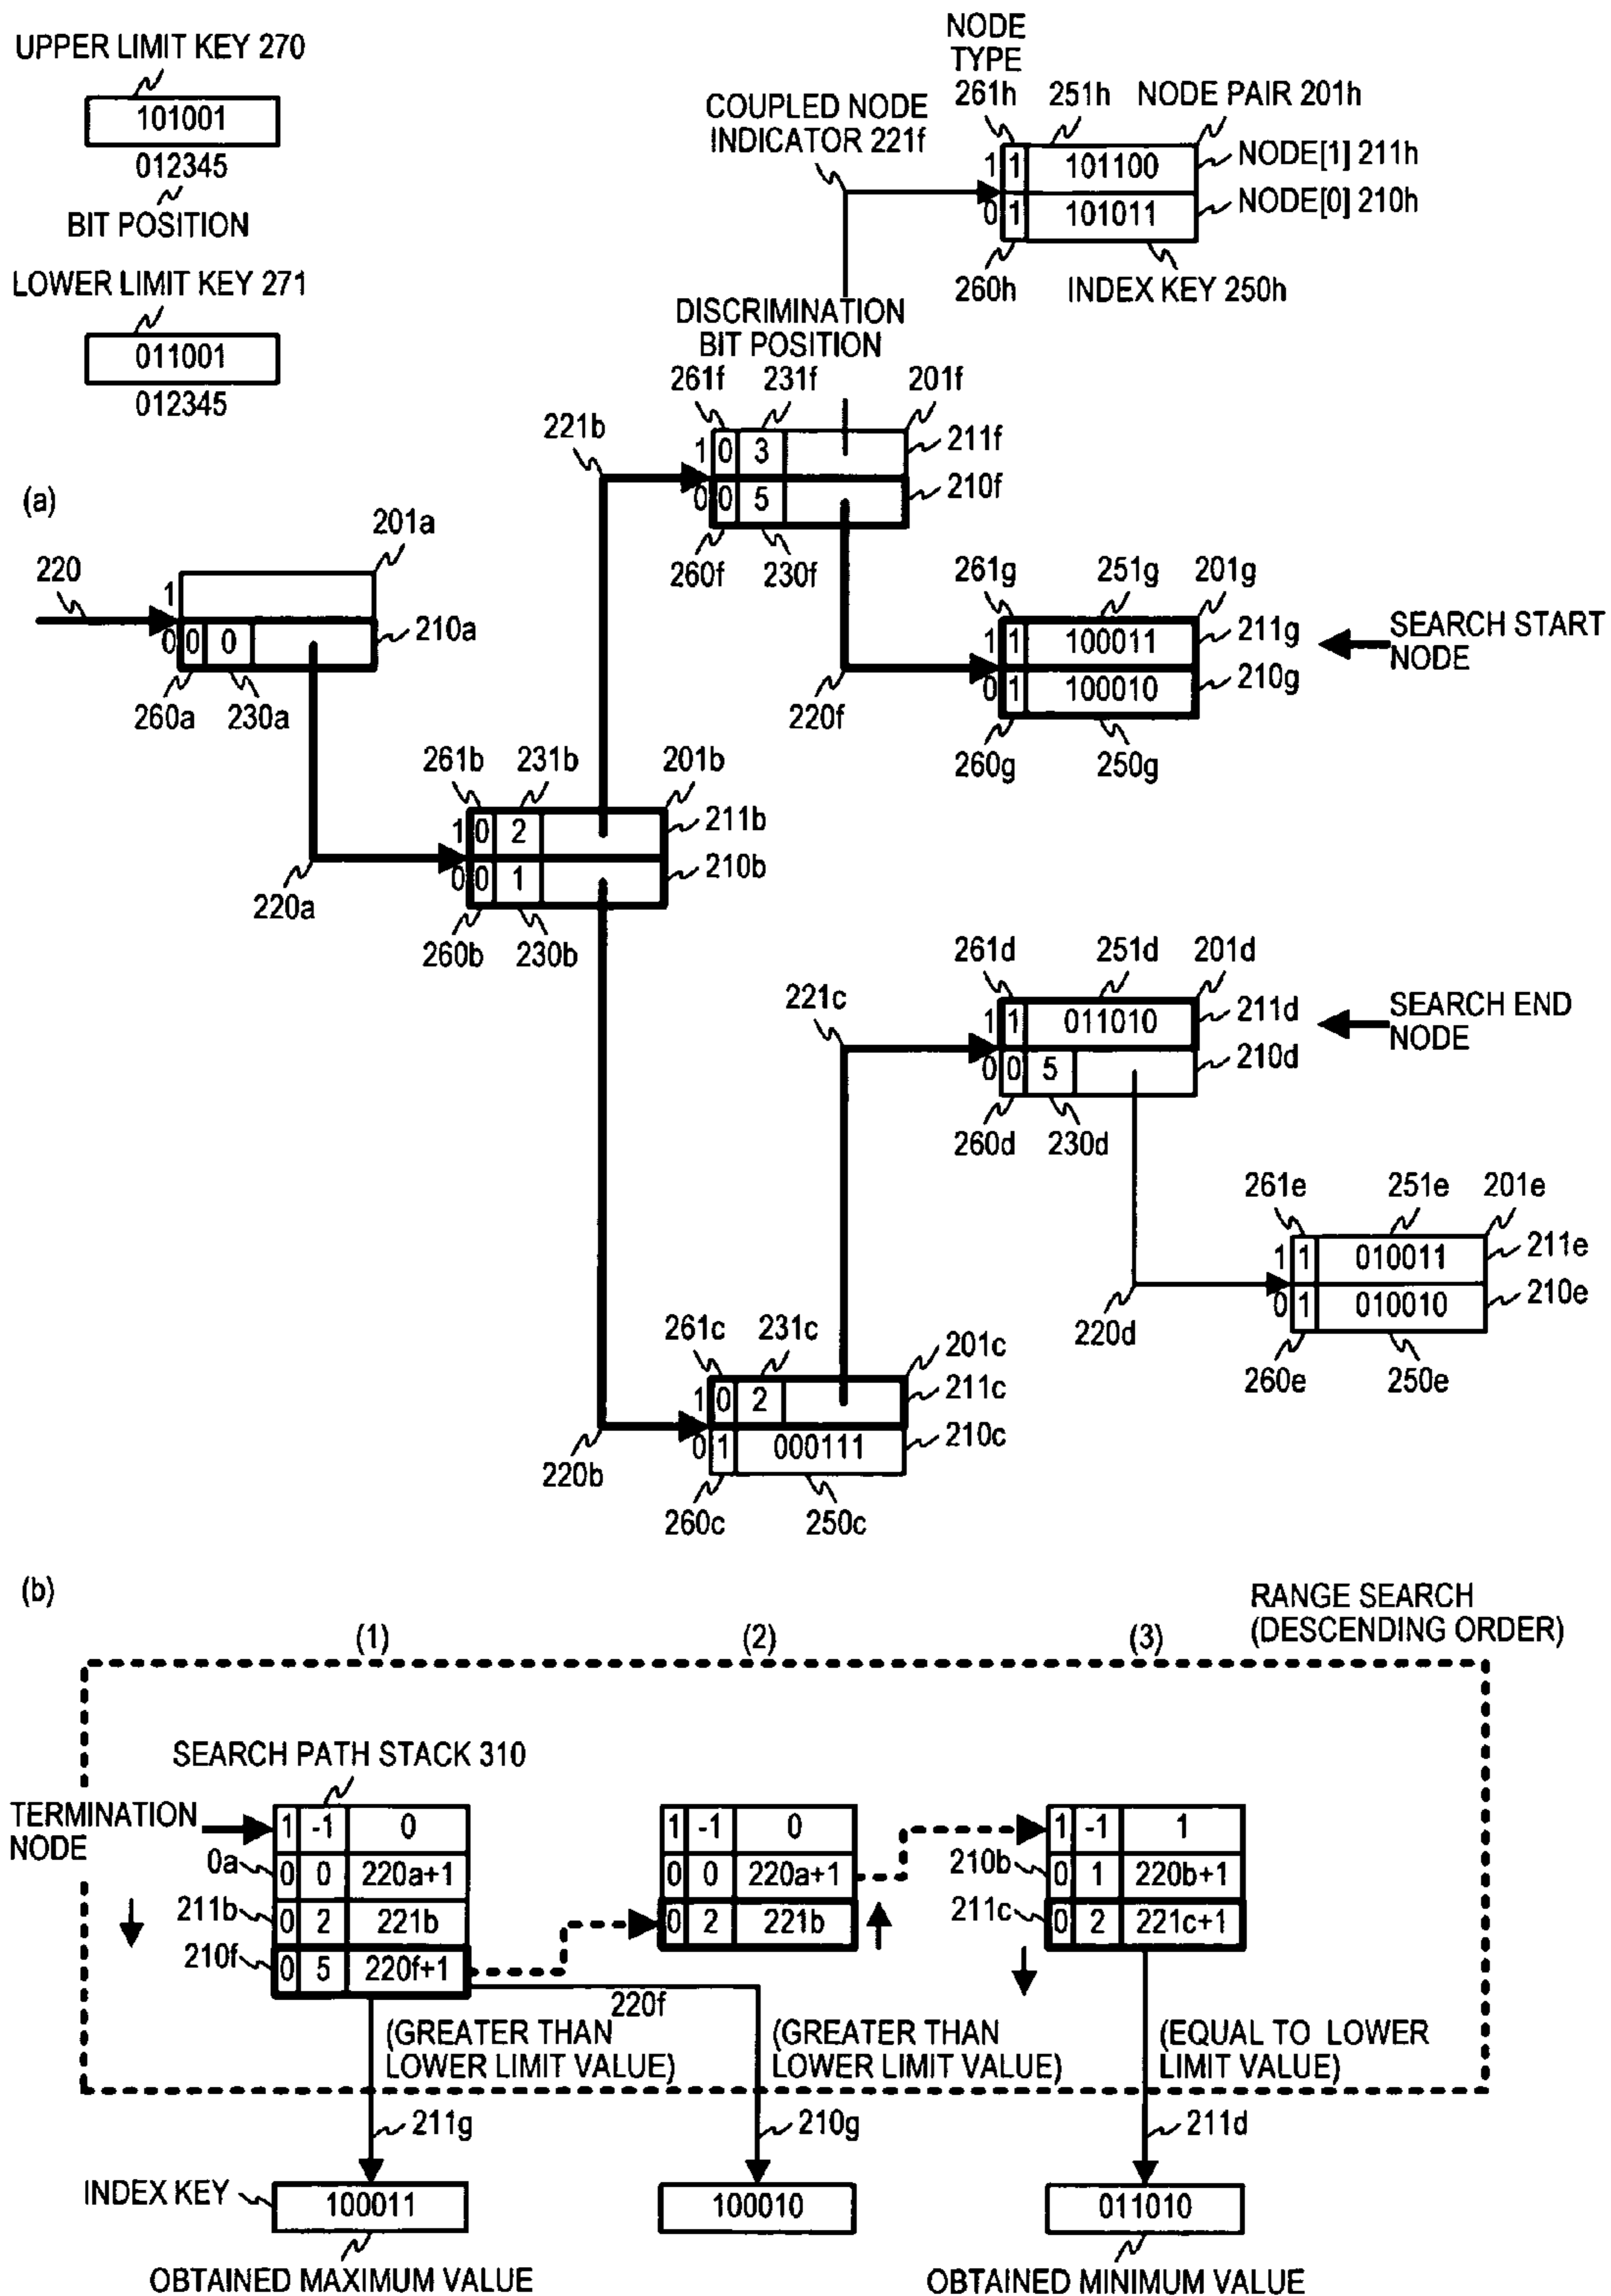 UPPER LIMIT KEY 270
101001
012345
BIT POSITION
LOWER LIMIT KEY 271
011001
012345
NODE
TYPE
261h 251h NODE PAIR 201h
COUPLED NODE
INDICATOR 221f
1 1 101100
NODE[1] 211h
0 1 101011
NODE[0] 210h
260h INDEX KEY 250h
DISCRIMINATION
BIT POSITION
261f 231f 201f
221b
1 0 3
211f
0 0 5
210f
260f 230f
(a)
201a
220
1
0 0 0
210a
260a 230a
261g 251g 201g
1 1 100011
211g
SEARCH START
NODE
0 1 100010
210g
220f
260g 250g
261b 231b 201b
1 0 2
211b
0 0 1
210b
220a
260b 230b
261d 251d 201d
221c
1 1 011010
211d
SEARCH END
NODE
0 0 5
210d
260d 230d
261e 251e 201e
1 1 010011
211e
0 1 010010
210e
220d
260e 250e
261c 231c 201c
1 0 2
211c
0 1 000111
210c
220b
260c 250c
(b)
RANGE SEARCH
(DESCENDING ORDER)
(1) (2) (3)
SEARCH PATH STACK 310
TERMINATION
NODE
1 -1 0
1 -1 0
1 -1 1
0a
0 0 220a+1
0 0 220a+1
210b
0 1 220b+1
211b
0 2 221b
0 2 221b
211c
0 2 221c+1
210f
0 5 220f+1
220f
(GREATER THAN
LOWER LIMIT VALUE)
(GREATER THAN
LOWER LIMIT VALUE)
(EQUAL TO LOWER
LIMIT VALUE)
211g 210g 211d
INDEX KEY
100011
100010
011010
OBTAINED MAXIMUM VALUE
OBTAINED MINIMUM VALUE